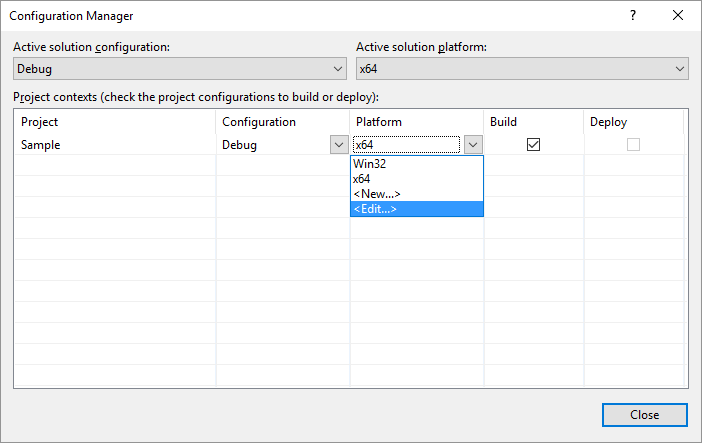 Configuration Manager
?
Active solution configuration: Active solution platform:
Debug x64
Project contexts (check the project configurations to build or deploy):
Project Configuration Platform Build Deploy
Sample Debug x64
Win32
x64
<New...>
<Edit...>
Close